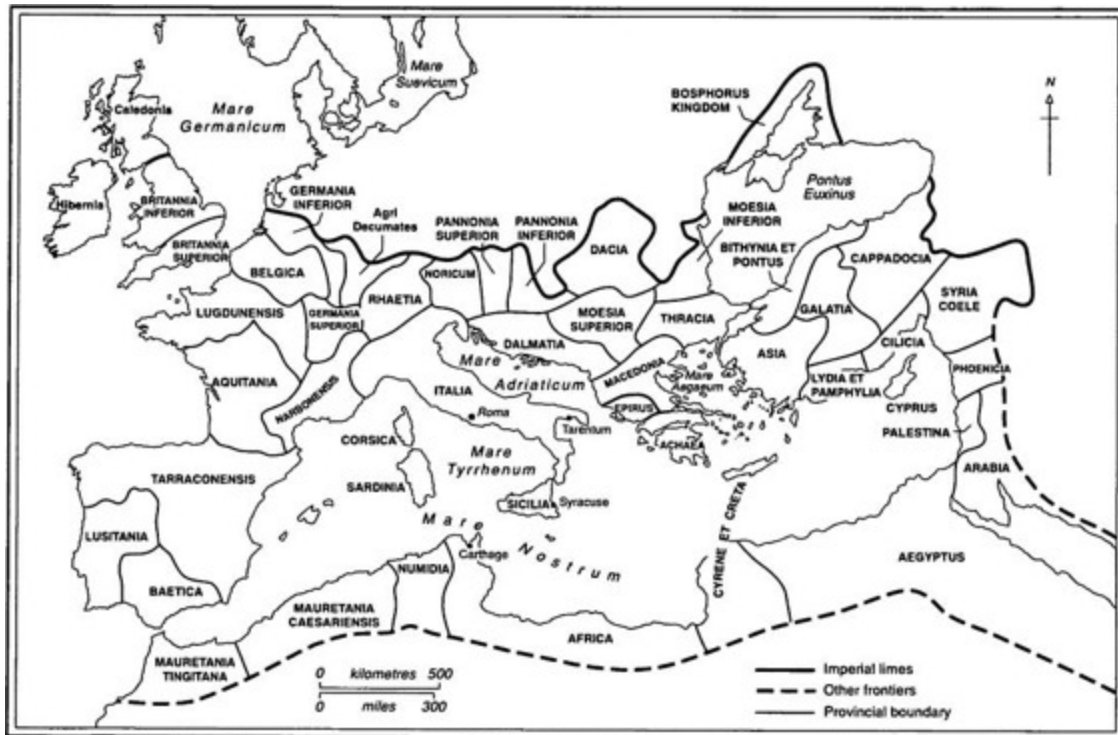 Mare
Suevicum
BOSPHORUS
KINGDOM
N
Caledonia
Mare
Germanicum
Pontus
Euxinus
Hibernia
BRITANNIA
INFERIOR
GERMANIA
INFERIOR
Agri
Decumates
PANNONIA
SUPERIOR
PANNONIA
INFERIOR
MOESIA
INFERIOR
DACIA
BRITANNIA
SUPERIOR
BITHYNIA ET
PONTUS
CAPPADOCIA
BELGICA
NORICUM
RHAETIA
LUGDUNENSIS
GERMANIA
SUPERIOR
MOESIA
SUPERIOR
THRACIA
GALATIA
SYRIA
COELE
DALMATIA
CILICIA
ASIA
Mare
Adriaticum
MACEDONIA
Mare
Aegaeum
PHOENICIA
AQUITANIA
NARBOMENSUS
ITALIA
LYDIA ET
PAMPHYLIA
CYPRUS
EPIRUS
Roma
Tarentum
ACHAEA
PALESTINA
CORSICA
Mare
Tyrrhenum
ARABIA
TARRACONENSIS
SARDINIA
SICILIA
Syracuse
LUSITANIA
Mare
Nostrum
Carthage
CYRENE ET CRETA
AEGYPTUS
NUMIDIA
BAETICA
MAURETANIA
CAESARIENSIS
AFRICA
MAURETANIA
TINGITANA
0 kilometres 500
0 miles 300
Imperial limes
Other frontiers
Provincial boundary